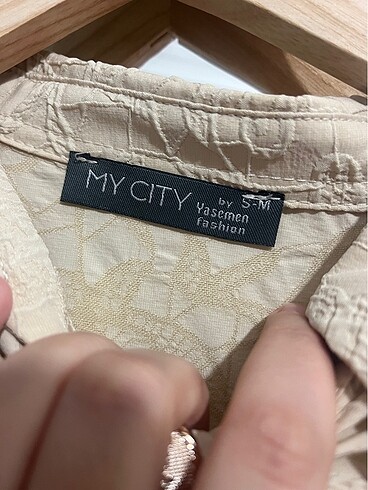 MY CITY
by
Yasemen
fashion
S-M